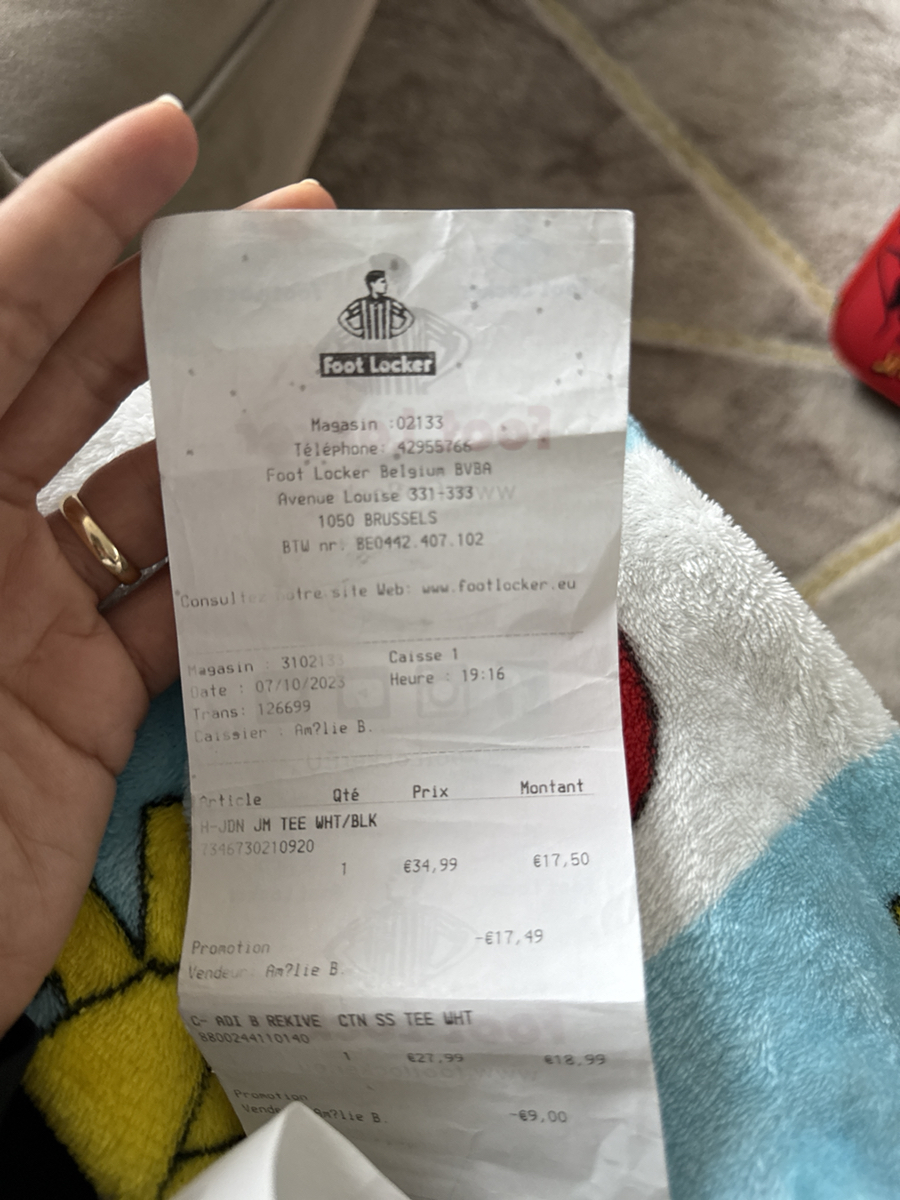 Foot Locker
Magasin :02133
Téléphone: 42955766
Foot Locker Belgium BVBA
Avenue Louise 331-333
1050 BRUSSELS
BTW nr: BE0442.407.102
Consultez notre site Web: www.footlocker.eu
Magasin : 3102133 Caisse 1
Date : 07/10/2023 Heure : 19:16
Trans: 126699
Caissier : Am?lie B.
Article Qté Prix Montant
H-JDN JM TEE WHT/BLK
7346730210920
1 €34,99 €17,50
Promotion -€17,49
Vendeur: Am?lie B.
C- ADI B REKIVE CTN SS TEE WHT
8800244110140
1 €27,99 €18,99
Promotion -€9,00
Am?lie B.